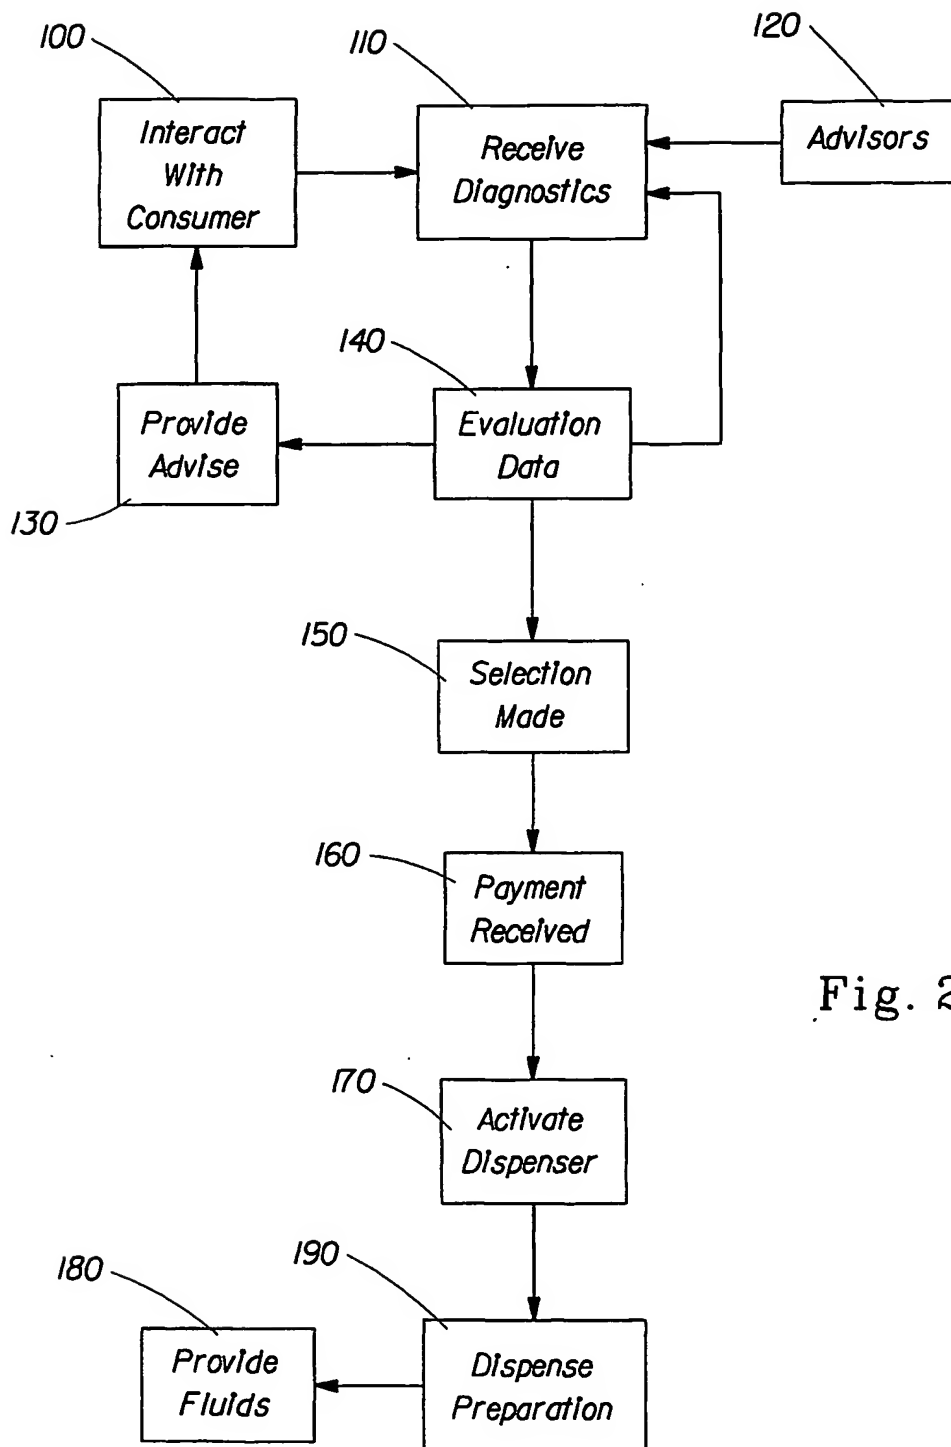 100
110
120
Interact
With
Consumer
Receive
Diagnostics
Advisors
140
Provide
Advise
Evaluation
Data
130
150
Selection
Made
160
Payment
Received
Fig. 2
170
Activate
Dispenser
180
190
Provide
Fluids
Dispense
Preparation